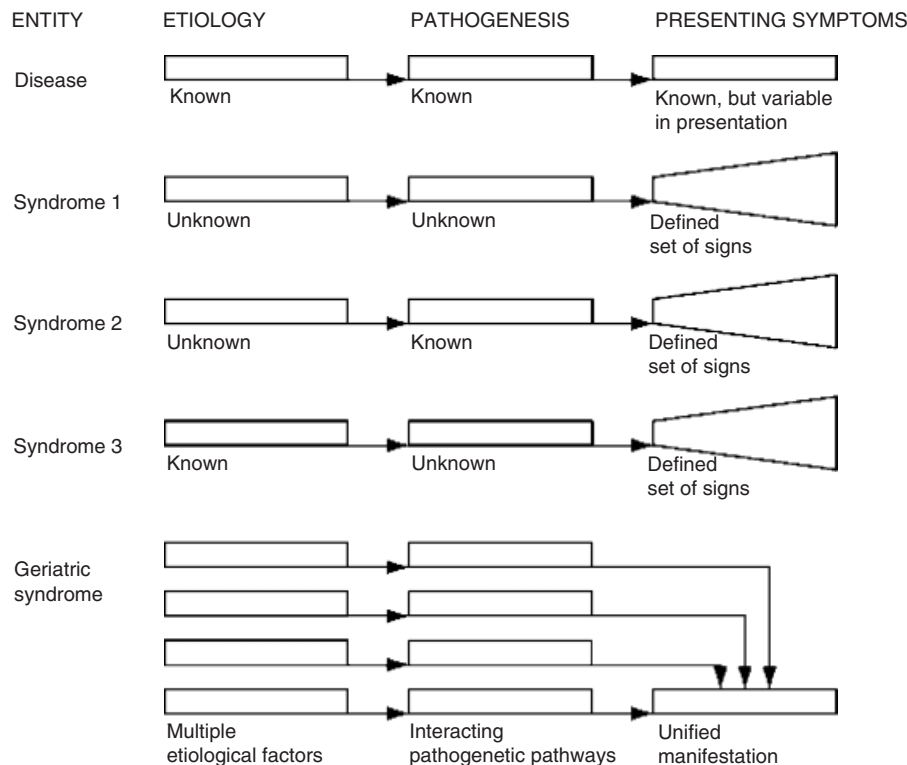 ENTITY ETIOLOGY PATHOGENESIS PRESENTING SYMPTOMS
Disease
Known Known Known, but variable
in presentation
Syndrome 1
Unknown Unknown Defined
set of signs
Syndrome 2
Unknown Known Defined
set of signs
Syndrome 3
Known Unknown Defined
set of signs
Geriatric
syndrome
Multiple Interacting Unified
etiological factors pathogenetic pathways manifestation